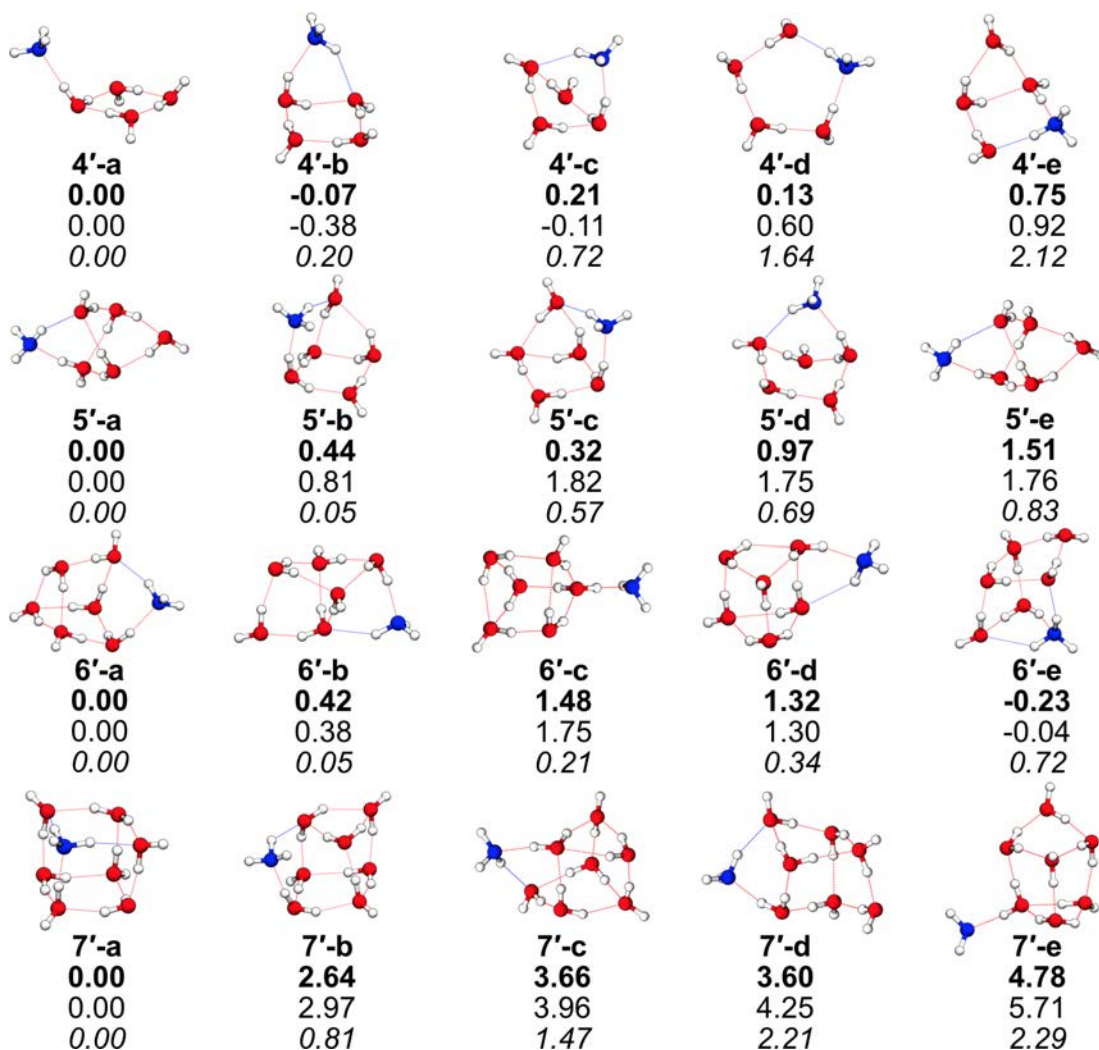 4′-a 4′-b 4′-c 4′-d 4′-e
0.00 -0.07 0.21 0.13 0.75
0.00 -0.38 -0.11 0.60 0.92
0.00 0.20 0.72 1.64 2.12
5′-a 5′-b 5′-c 5′-d 5′-e
0.00 0.44 0.32 0.97 1.51
0.00 0.81 1.82 1.75 1.76
0.00 0.05 0.57 0.69 0.83
6′-a 6′-b 6′-c 6′-d 6′-e
0.00 0.42 1.48 1.32 -0.23
0.00 0.38 1.75 1.30 -0.04
0.00 0.05 0.21 0.34 0.72
7′-a 7′-b 7′-c 7′-d 7′-e
0.00 2.64 3.66 3.60 4.78
0.00 2.97 3.96 4.25 5.71
0.00 0.81 1.47 2.21 2.29